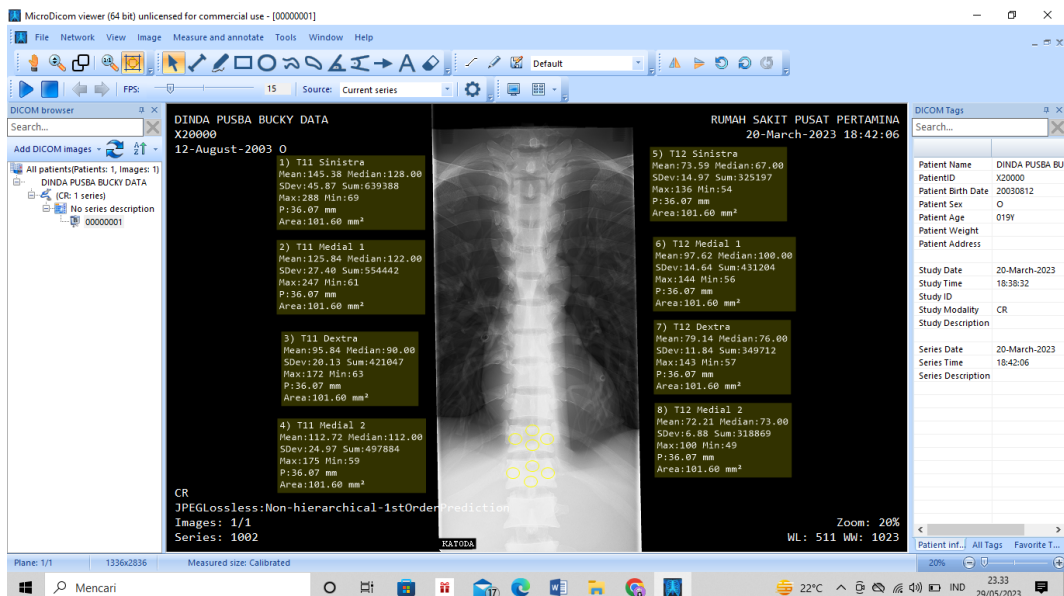 MicroDicom viewer (64 bit) unlicensed for commercial use - [00000001]
File Network View Image Measure and annotate Tools Window Help
Default
FPS: 15 Source: Current series
DICOM browser
Search...
Add DICOM images
All patients(Patients: 1, Images: 1)
DINDA PUSBA BUCKY DATA
(CR: 1 series)
No series description
00000001
DINDA PUSBA BUCKY DATA
X20000
12-August-2003 O
RUMAH SAKIT PUSAT PERTAMINA
20-March-2023 18:42:06
1) T11 Sinistra
Mean:145.38 Median:128.00
SDev:45.87 Sum:639388
Max:288 Min:69
P:36.07 mm
Area:101.60 mm²
2) T11 Medial 1
Mean:125.84 Median:122.00
SDev:27.40 Sum:554442
Max:247 Min:61
P:36.07 mm
Area:101.60 mm²
3) T11 Dextra
Mean:95.84 Median:90.00
SDev:20.13 Sum:421047
Max:172 Min:63
P:36.07 mm
Area:101.60 mm²
4) T11 Medial 2
Mean:112.72 Median:112.00
SDev:24.97 Sum:497884
Max:175 Min:59
P:36.07 mm
Area:101.60 mm²
5) T12 Sinistra
Mean:73.59 Median:67.00
SDev:14.97 Sum:325197
Max:136 Min:54
P:36.07 mm
Area:101.60 mm²
6) T12 Medial 1
Mean:97.62 Median:100.00
SDev:14.64 Sum:431204
Max:144 Min:56
P:36.07 mm
Area:101.60 mm²
7) T12 Dextra
Mean:79.14 Median:76.00
SDev:11.84 Sum:349712
Max:143 Min:57
P:36.07 mm
Area:101.60 mm²
8) T12 Medial 2
Mean:72.21 Median:73.00
SDev:6.88 Sum:318869
Max:100 Min:49
P:36.07 mm
Area:101.60 mm²
CR
JPEGLossless:Non-hierarchical-1stOrderPrediction
Images: 1/1
Series: 1002
KATODA
Zoom: 20%
WL: 511 WW: 1023
DICOM Tags
Search...
Patient Name DINDA PUSBA BU
PatientID X20000
Patient Birth Date 20030812
Patient Sex O
Patient Age 019Y
Patient Weight
Patient Address
Study Date 20-March-2023
Study Time 18:38:32
Study ID
Study Modality CR
Study Description
Series Date 20-March-2023
Series Time 18:42:06
Series Description
Patient inf... All Tags Favorite T...
Plane: 1/1 1336x2836 Measured size: Calibrated 20%
Mencari
17
22°C IND 23.33
29/05/2023